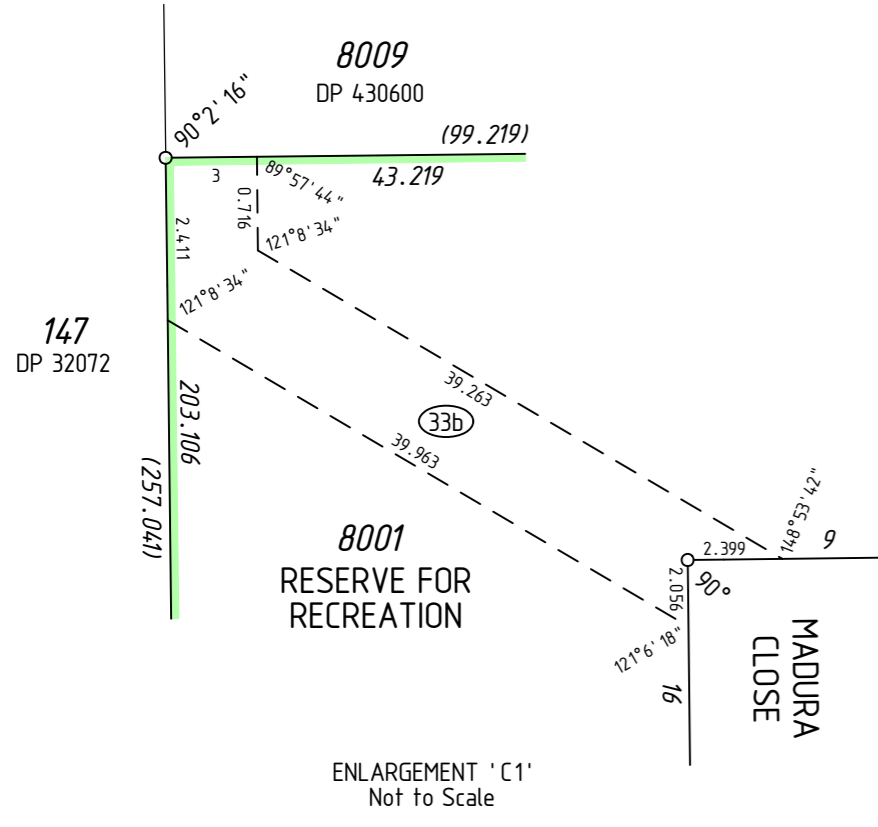 8009
DP 430600
90°2' 16"
(99.219)
3
89°57'44"
43.219
0.716
2.411
121°8'34"
121°8'34"
147
DP 32072
203.106
(257.041)
39.263
33b
39.963
148°53'42"
8001
RESERVE FOR
RECREATION
2.399
9
2.056
90°
121°6' 18"
16
MADURA
CLOSE
ENLARGEMENT 'C1'
Not to Scale